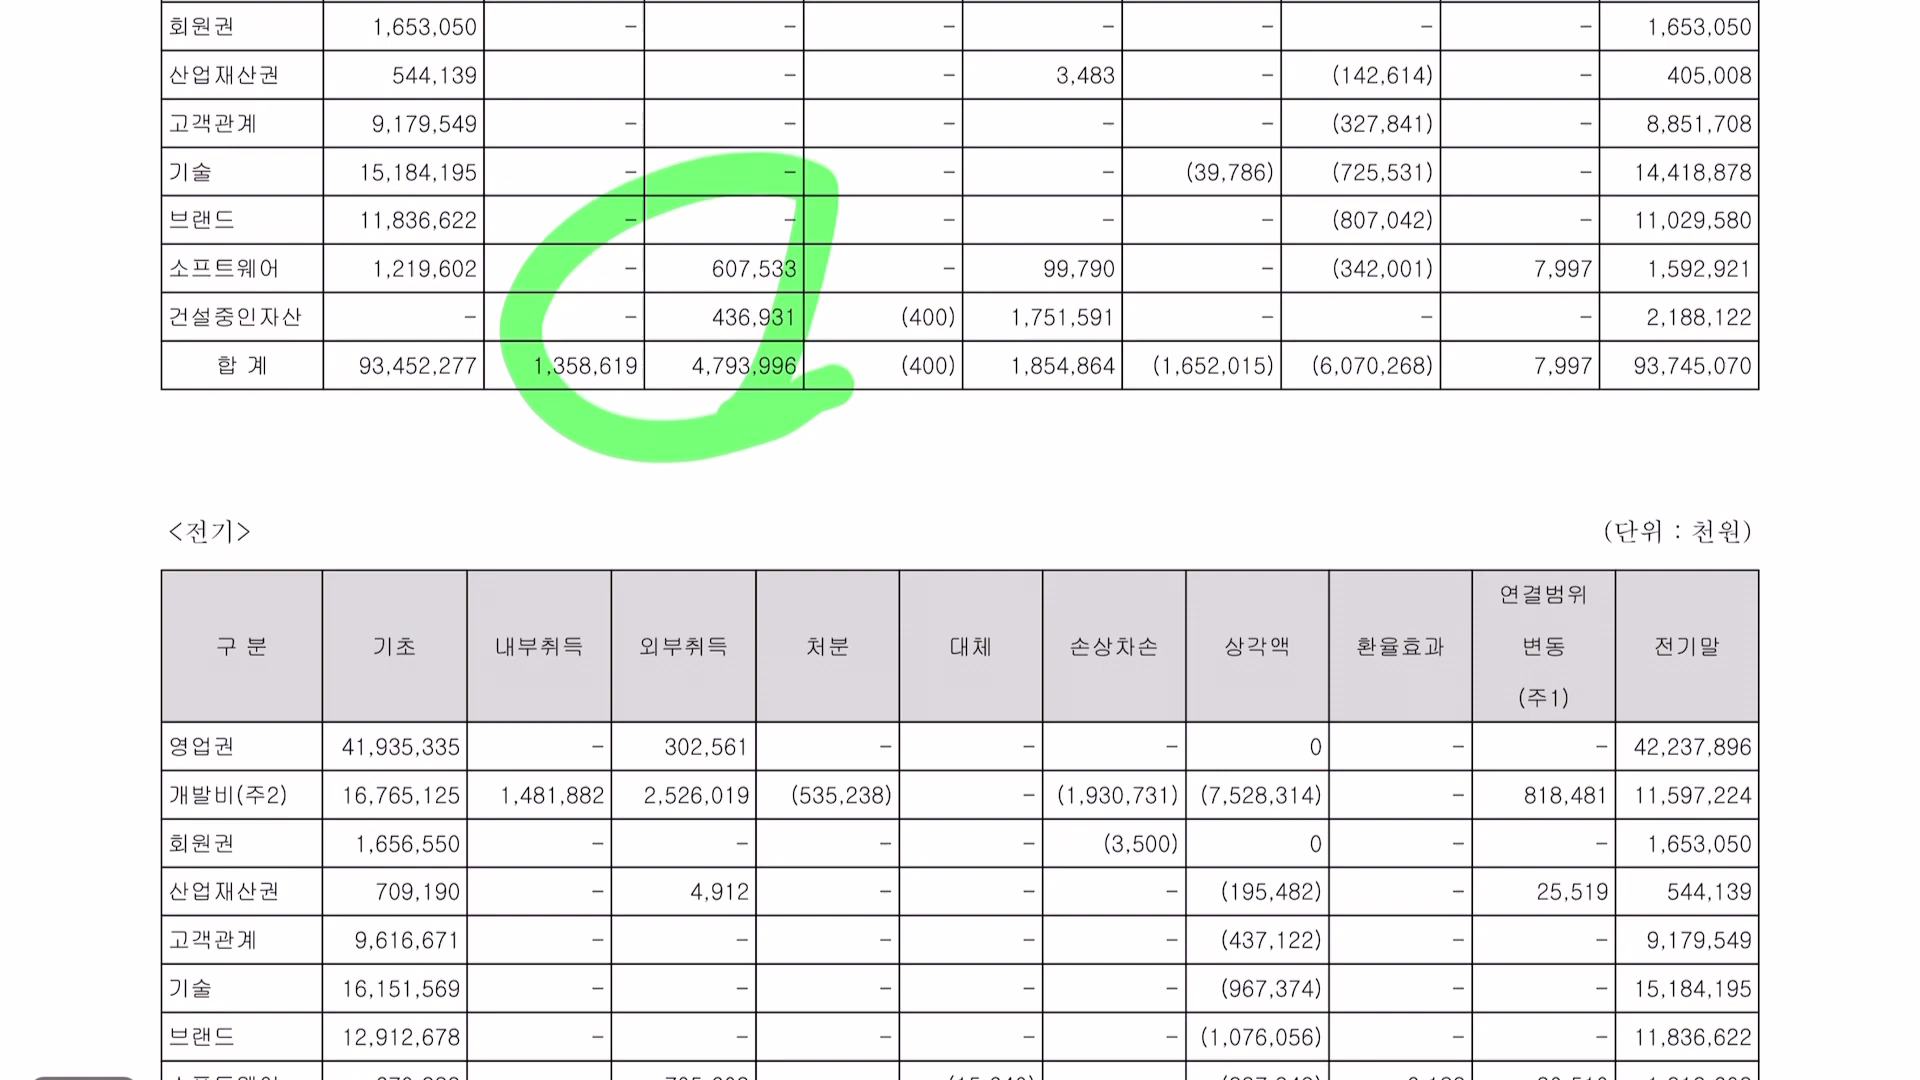 회원권 1,653,050 – – – – – – – 1,653,050
산업재산권 544,139 – – 3,483 – (142,614) – 405,008
고객관계 9,179,549 – – – – – (327,841) – 8,851,708
기술 15,184,195 – – – – (39,786) (725,531) – 14,418,878
브랜드 11,836,622 – – – – – (807,042) – 11,029,580
소프트웨어 1,219,602 – 607,533 – 99,790 – (342,001) 7,997 1,592,921
건설중인자산 – – 436,931 (400) 1,751,591 – – – 2,188,122
합 계 93,452,277 1,358,619 4,793,996 (400) 1,854,864 (1,652,015) (6,070,268) 7,997 93,745,070
<전기> (단위 : 천원)
구 분 기초 내부취득 외부취득 처분 대체 손상차손 상각액 환율효과 연결범위 변동 (주1) 전기말
영업권 41,935,335 – 302,561 – – – 0 – – 42,237,896
개발비(주2) 16,765,125 1,481,882 2,526,019 (535,238) – (1,930,731) (7,528,314) – 818,481 11,597,224
회원권 1,656,550 – – – – (3,500) 0 – – 1,653,050
산업재산권 709,190 – 4,912 – – – (195,482) – 25,519 544,139
고객관계 9,616,671 – – – – – (437,122) – – 9,179,549
기술 16,151,569 – – – – – (967,374) – – 15,184,195
브랜드 12,912,678 – – – – – (1,076,056) – – 11,836,622